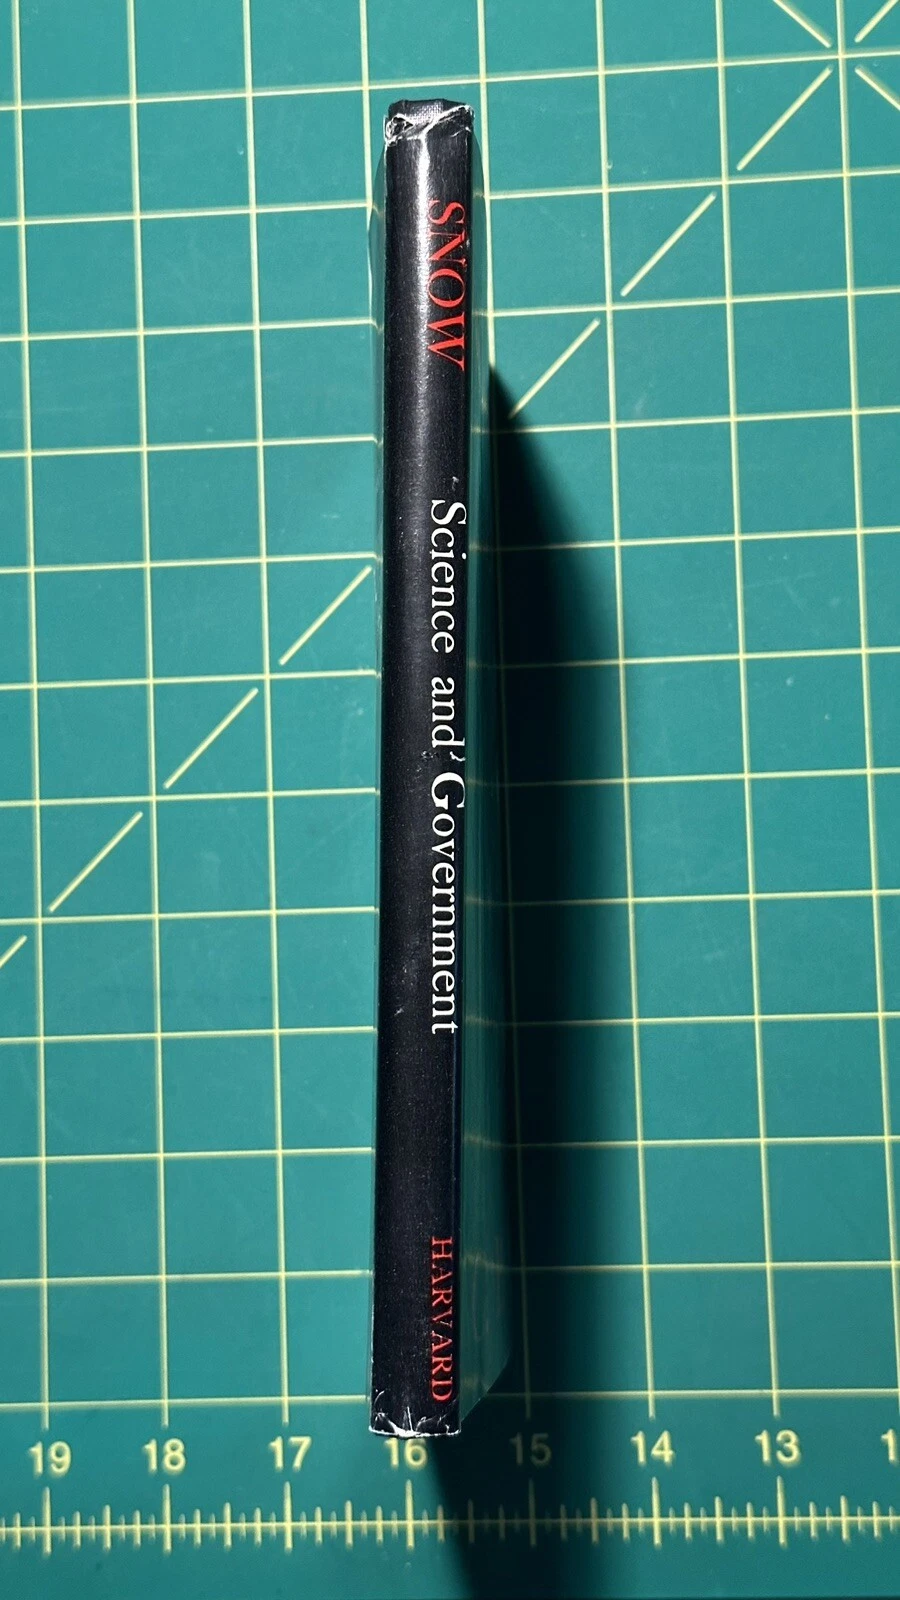 SNOW
Science and Government
HARVARD
19 18 17 16 15 14 13